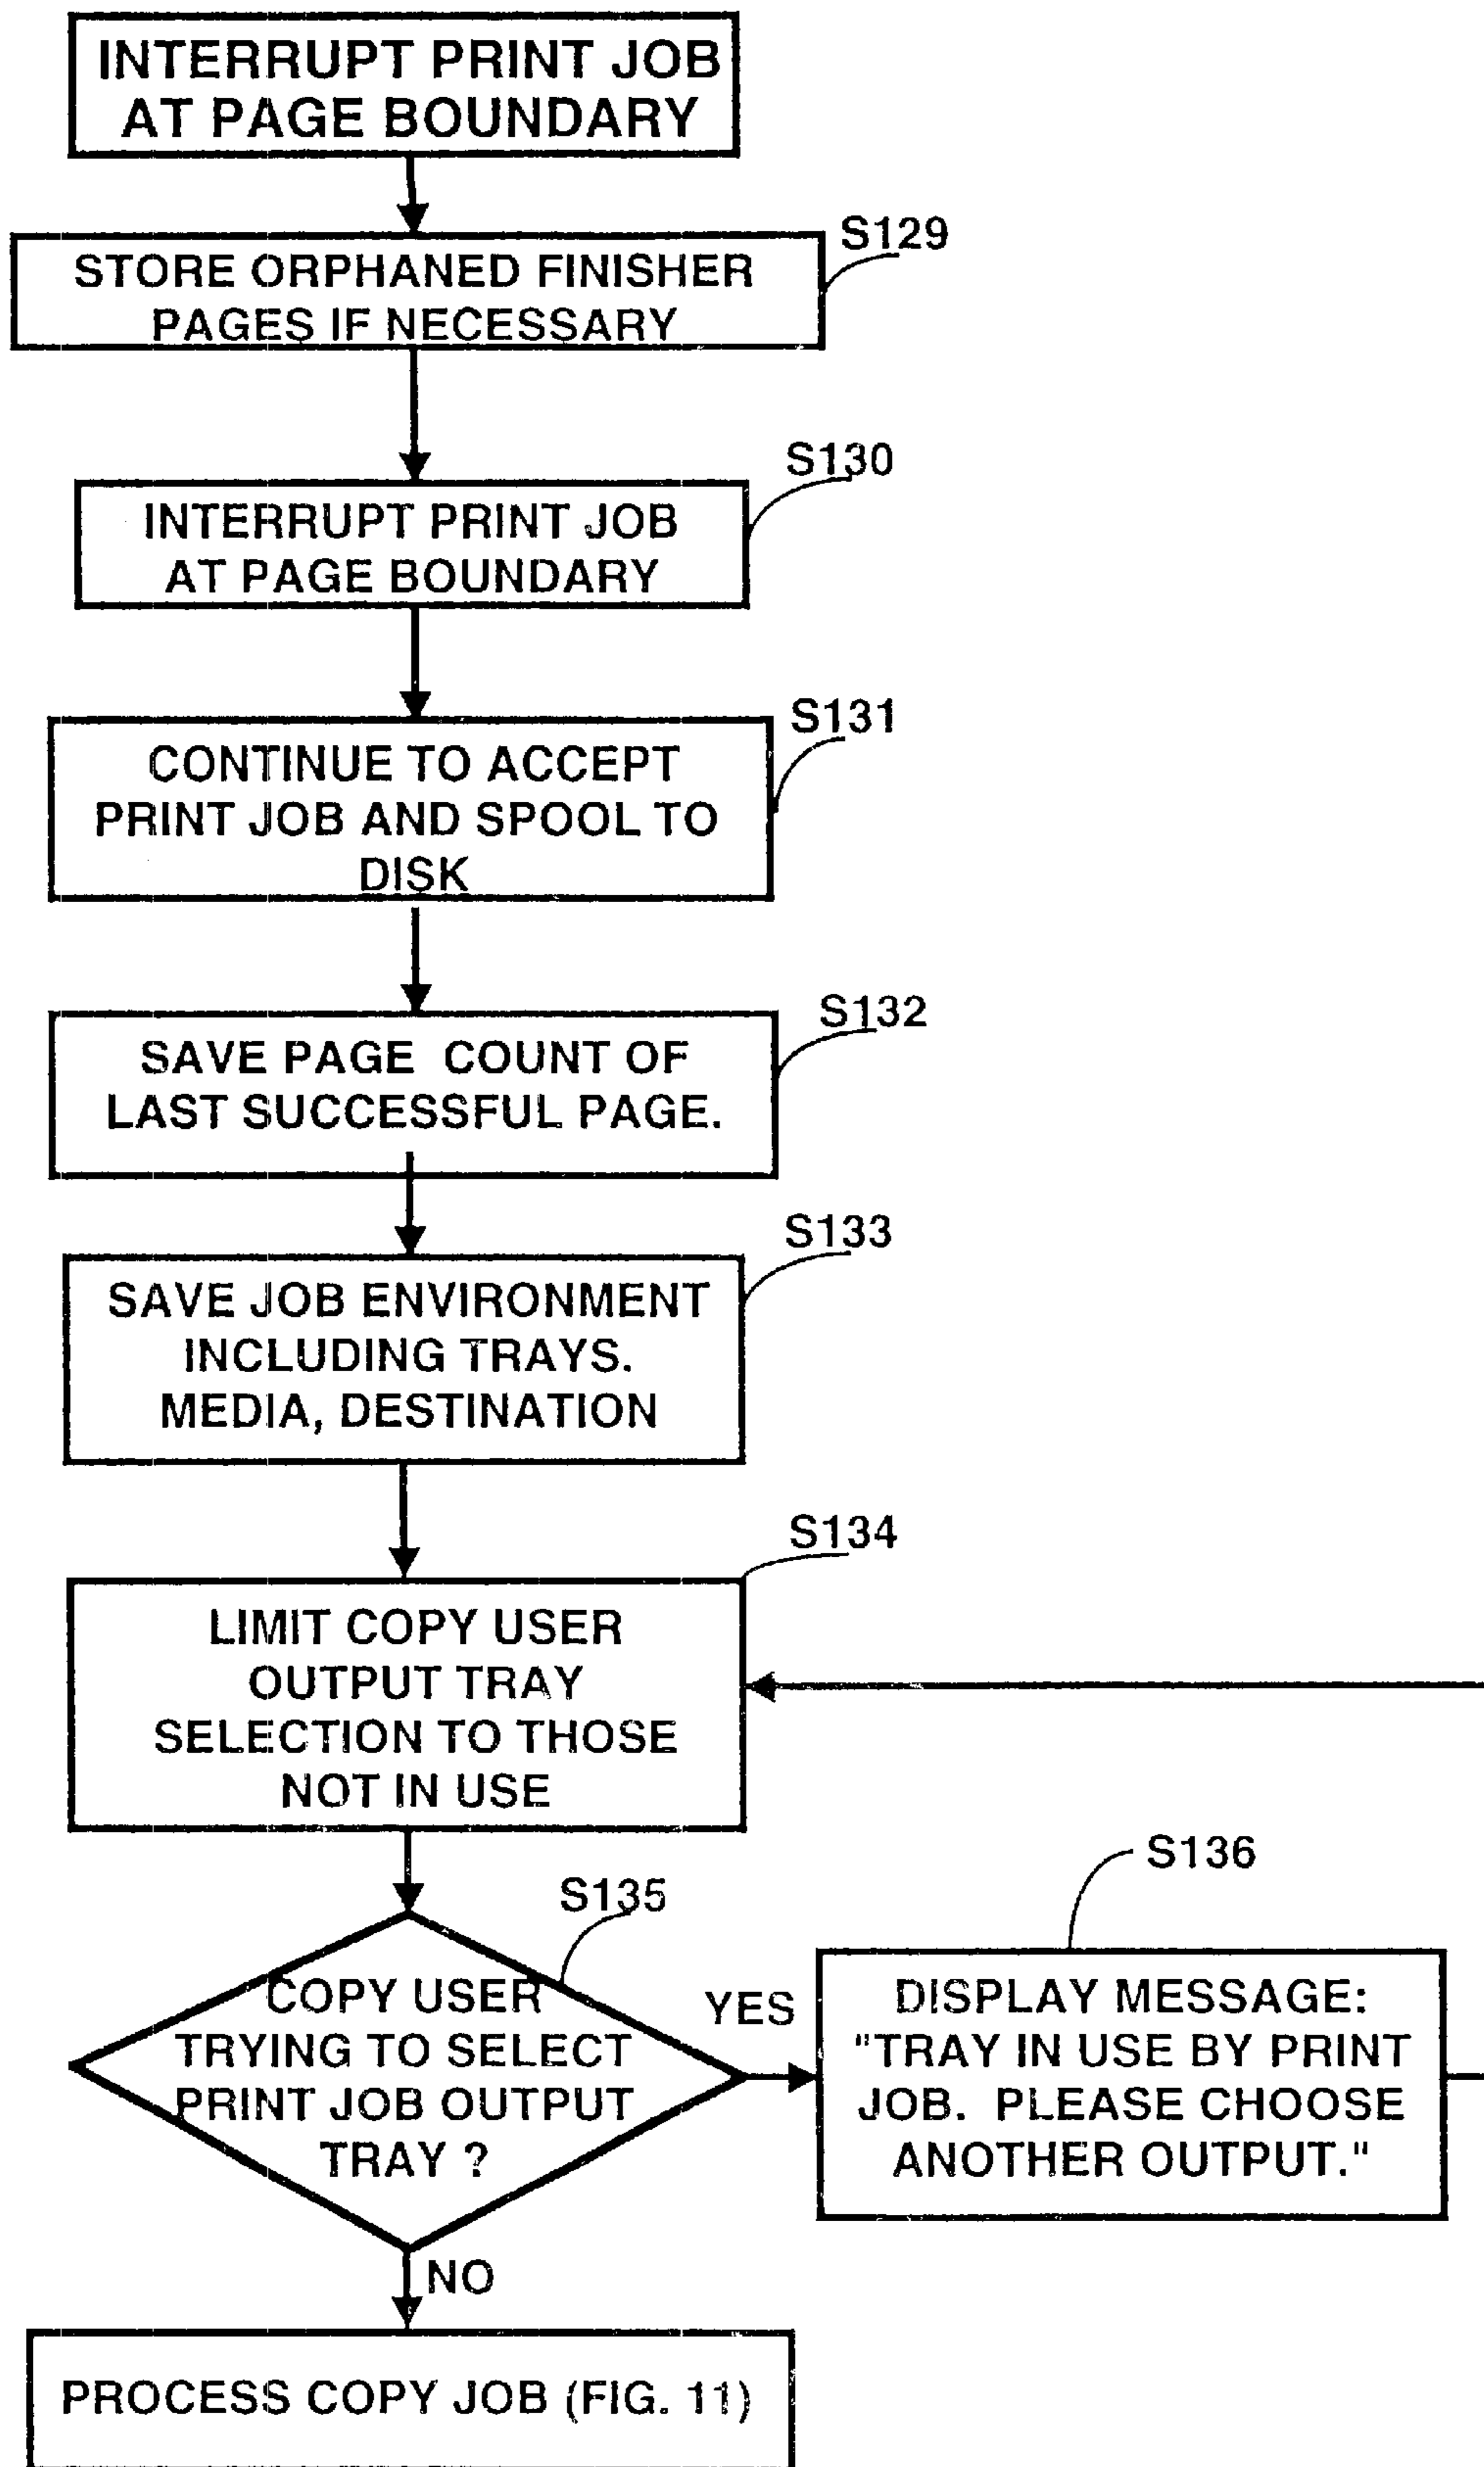 INTERRUPT PRINT JOB
AT PAGE BOUNDARY
S129
STORE ORPHANED FINISHER
PAGES IF NECESSARY
S130
INTERRUPT PRINT JOB
AT PAGE BOUNDARY
S131
CONTINUE TO ACCEPT
PRINT JOB AND SPOOL TO
DISK
S132
SAVE PAGE COUNT OF
LAST SUCCESSFUL PAGE.
S133
SAVE JOB ENVIRONMENT
INCLUDING TRAYS.
MEDIA, DESTINATION
S134
LIMIT COPY USER
OUTPUT TRAY
SELECTION TO THOSE
NOT IN USE
S135
COPY USER
TRYING TO SELECT
PRINT JOB OUTPUT
TRAY ?
YES
S136
DISPLAY MESSAGE:
"TRAY IN USE BY PRINT
JOB. PLEASE CHOOSE
ANOTHER OUTPUT."
NO
PROCESS COPY JOB (FIG. 11)